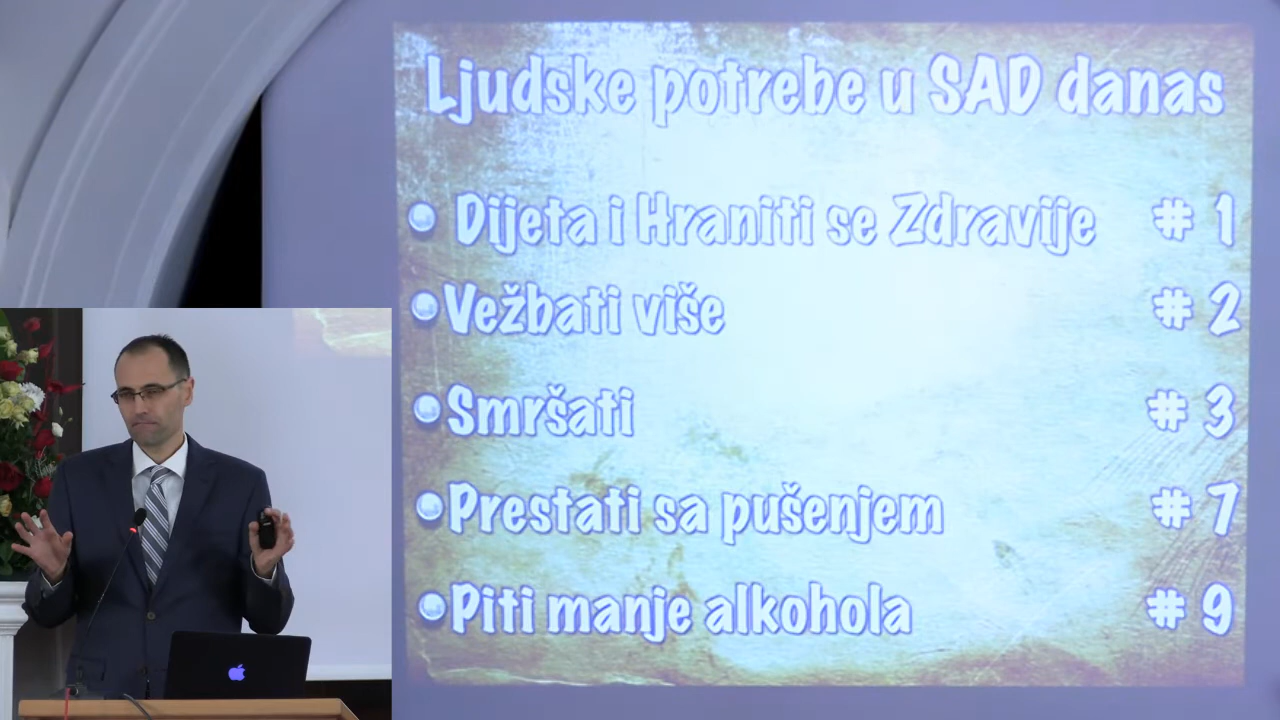 Ljudske potrebe u SAD danas
• Dijeta i Hraniti se Zdravije # 1
• Vežbati više # 2
• Smršati # 3
• Prestati sa pušenjem # 7
• Piti manje alkohola # 9